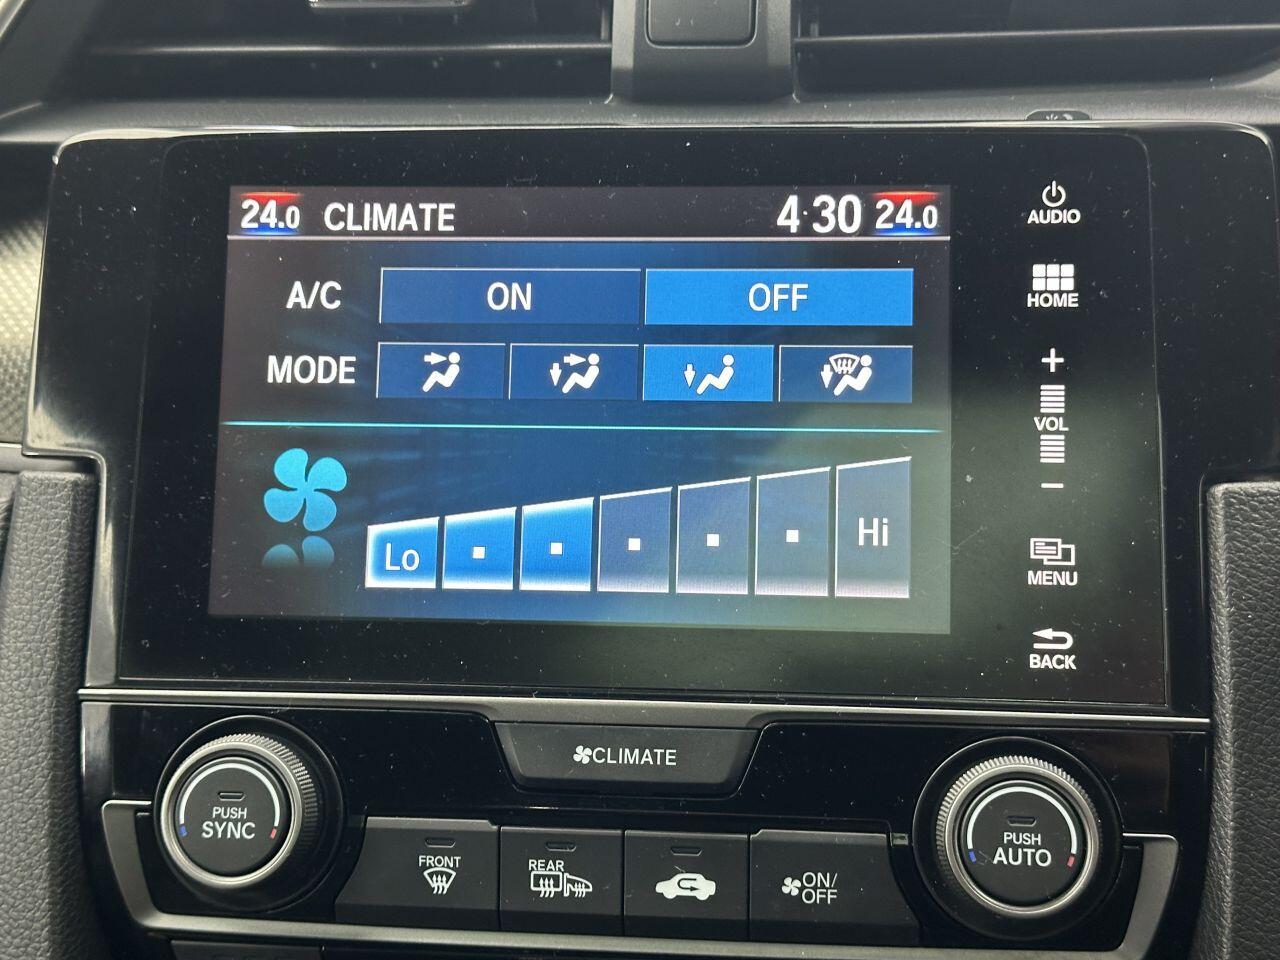 24.0 CLIMATE 4:30 24.0
A/C ON OFF
MODE
Lo Hi
AUDIO
HOME
+
VOL
−
MENU
BACK
CLIMATE
PUSH
SYNC
FRONT
REAR
ON/
OFF
PUSH
AUTO